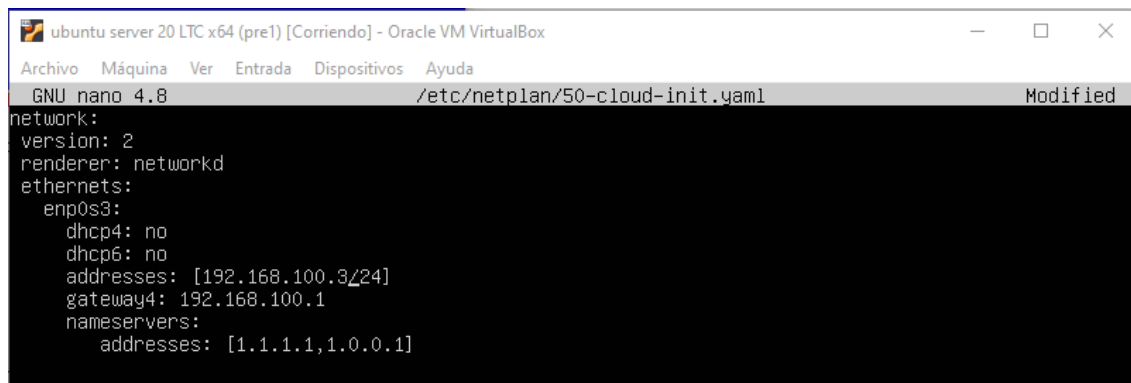 ubuntu server 20 LTC x64 (pre1) [Corriendo] - Oracle VM VirtualBox
Archivo Máquina Ver Entrada Dispositivos Ayuda
GNU nano 4.8 /etc/netplan/50-cloud-init.yaml Modified
network:
 version: 2
 renderer: networkd
 ethernets:
   enp0s3:
     dhcp4: no
     dhcp6: no
     addresses: [192.168.100.3/24]
     gateway4: 192.168.100.1
     nameservers:
        addresses: [1.1.1.1,1.0.0.1]